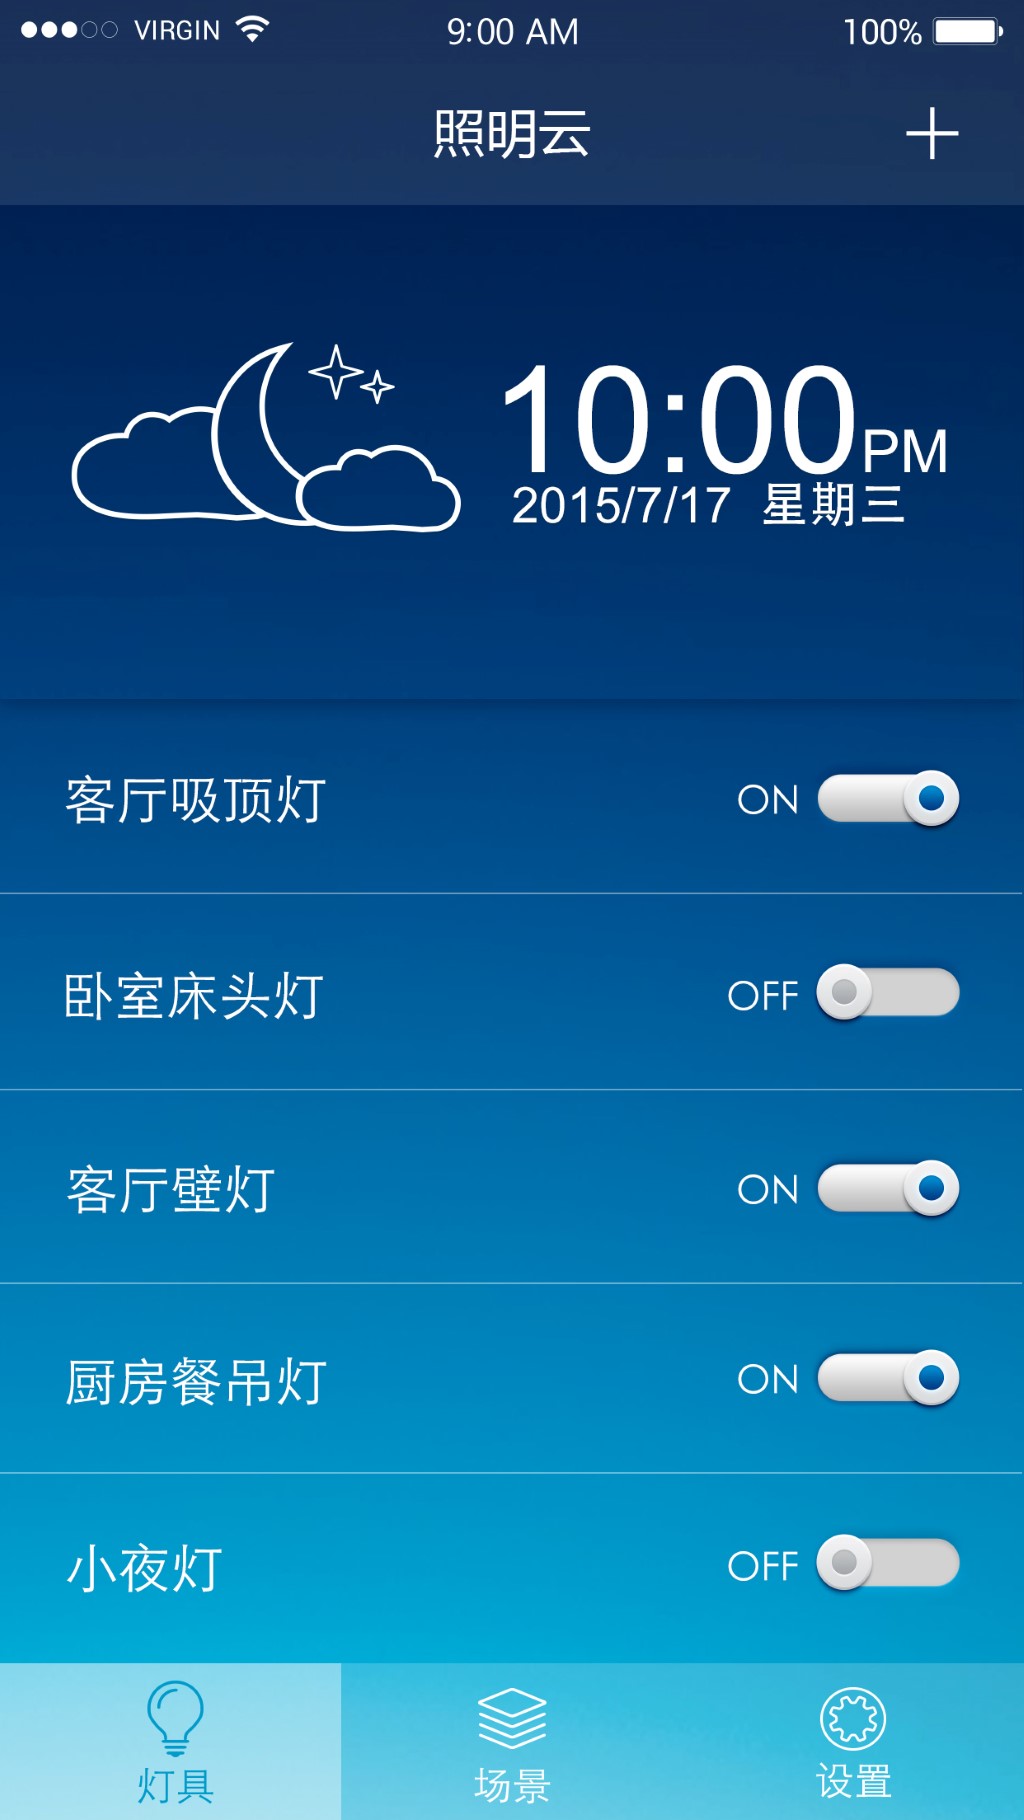 VIRGIN 9:00 AM 100%
照明云
10:00PM
2015/7/17 星期三
客厅吸顶灯 ON
卧室床头灯 OFF
客厅壁灯 ON
厨房餐吊灯 ON
小夜灯 OFF
灯具 场景 设置